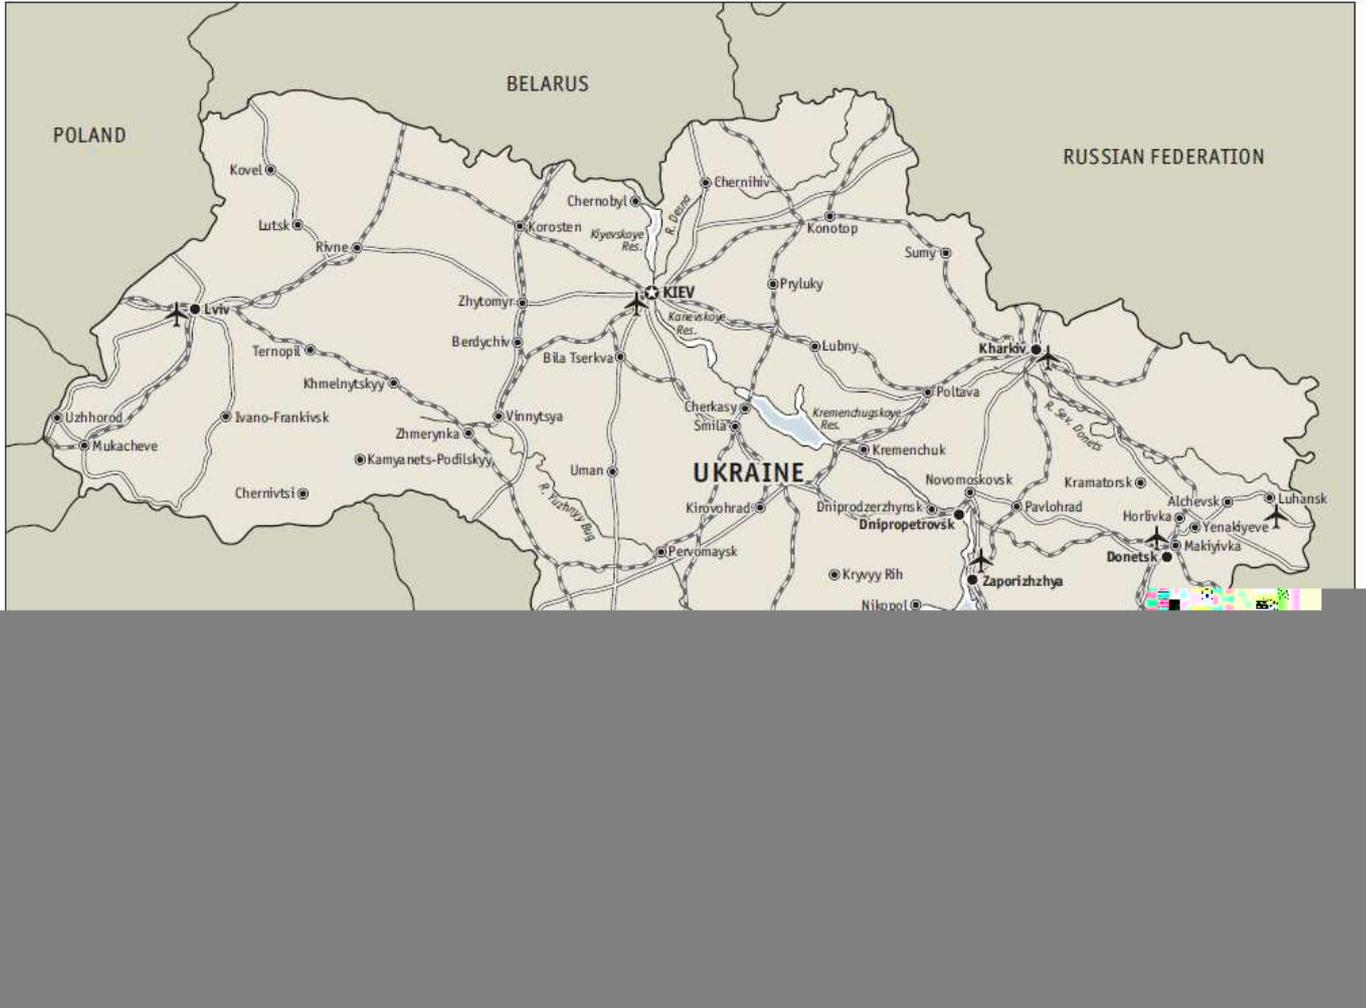 BELARUS
POLAND
RUSSIAN FEDERATION
Kovel
Chernihiv
Chernobyl
R. Desna
Lutsk
Korosten
Konotop
Kiyevskoye
Res.
Rivne
Sumy
Pryluky
KIEV
Zhytomyr
Lviv
Kanevskoye
Res.
Berdychiv
Lubny
Kharkiv
Ternopil
Bila Tserkva
Khmelnytskyy
Poltava
Cherkasy
Kremenchugskoye
Res.
R. Sev. Donets
Uzhhorod
Ivano-Frankivsk
Vinnytsya
Smila
Zhmerynka
Mukacheve
Kremenchuk
Kamyanets-Podilskyy
Uman
UKRAINE
Novomoskovsk
Kramatorsk
Chernivtsi
R. Yuzhnyy Bug
Alchevsk
Luhansk
Kirovohrad
Dniprodzerzhynsk
Pavlohrad
Horlivka
Dnipropetrovsk
Yenakiyeve
Pervomaysk
Makiyivka
Donetsk
Kryvyy Rih
Zaporizhzhya
Nikopol